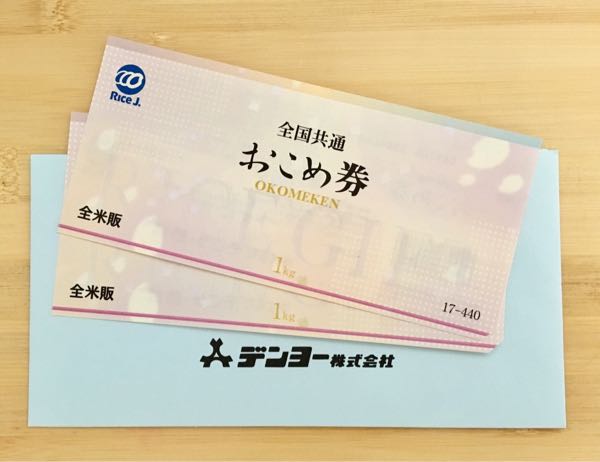 Rice J.
全国共通
おこめ券
OKOMEKEN
全米販
1kg
17-440
全米販
1kg
デンヨー株式会社